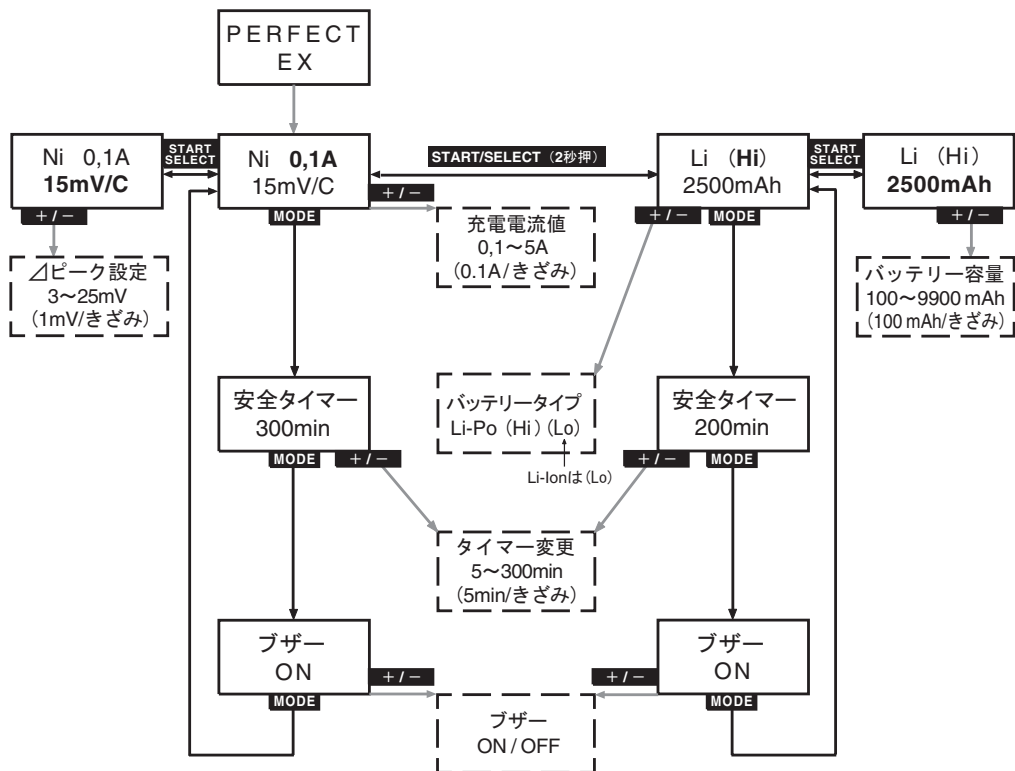 PERFECT
EX
Ni 0,1A
15mV/C
START
SELECT
+ / −
⊿ピーク設定
3～25mV
(1mV/きざみ)
Ni 0,1A
15mV/C
MODE
+ / −
START/SELECT (2秒押)
充電電流値
0,1～5A
(0.1A/きざみ)
Li (Hi)
2500mAh
+ / −
MODE
START
SELECT
Li (Hi)
2500mAh
+ / −
バッテリー容量
100～9900 mAh
(100 mAh/きざみ)
安全タイマー
300min
MODE
+ / −
バッテリータイプ
Li-Po (Hi) (Lo)
Li-Ionは(Lo)
安全タイマー
200min
+ / −
MODE
タイマー変更
5～300min
(5min/きざみ)
ブザー
ON
MODE
+ / −
ブザー
ON / OFF
ブザー
ON
+ / −
MODE